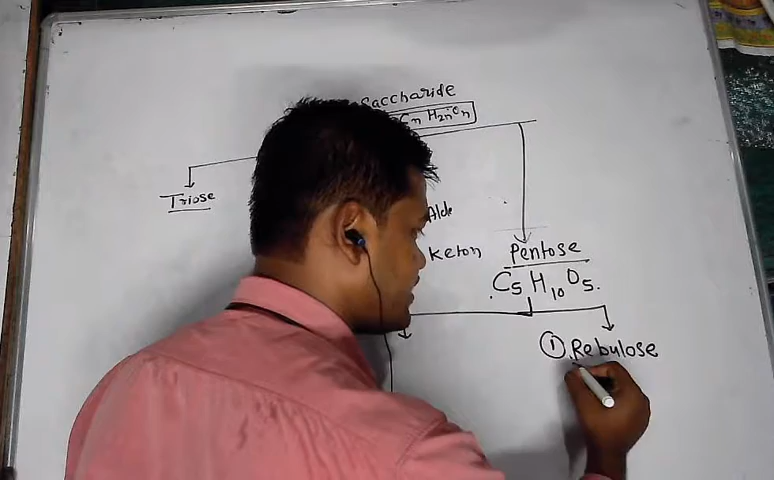 Saccharide
Cn H2n On
Triose
Alde
Keton
Pentose
C5 H10 O5.
① Rebulose